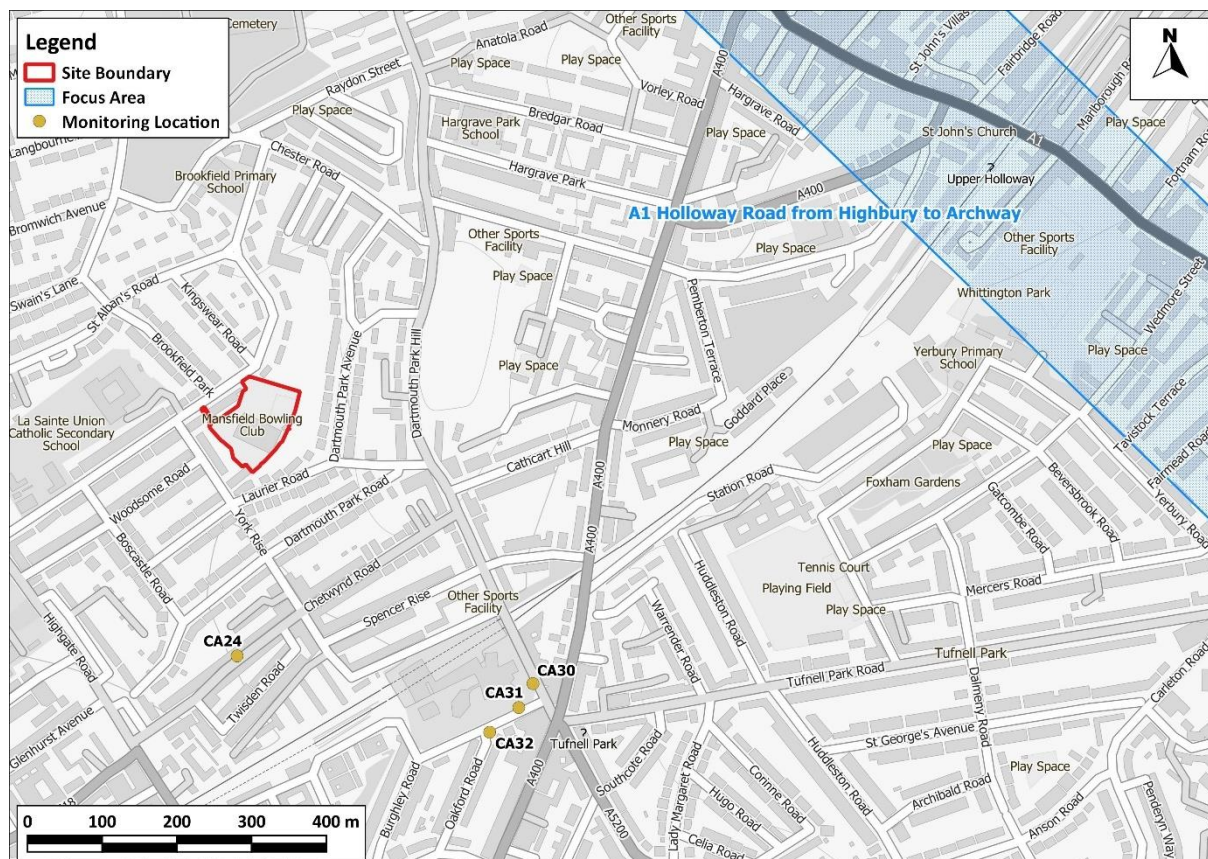 Legend
Site Boundary
Focus Area
Monitoring Location
N
Cemetery
Other Sports
Facility
Anatola Road
Play Space
Play Space
Raydon Street
Vorley Road
A400
St John's Villas
Fairbridge Road
Marlborough
Play Space
Hargrave Park
School
Bredgar Road
Play Space
Hargrave Road
St John's Church
A1
Play Space
Fortnam Road
Langbourne
Chester Road
Brookfield Primary
School
Hargrave Park
A400
Upper Holloway
Bromwich Avenue
A1 Holloway Road from Highbury to Archway
Other Sports
Facility
Play Space
Other Sports
Facility
Play Space
Swain's Lane
St Alban's Road
Kingswear Road
Pemberton Terrace
Whittington Park
Wedmore Street
Brookfield Park
Dartmouth Park Avenue
Dartmouth Park Hill
Play Space
Yerbury Primary
School
Play Space
La Sainte Union
Catholic Secondary
School
Mansfield Bowling
Club
Goddard Place
Monnery Road
Play Space
Play Space
Tavistock Terrace
Fairmead Road
Cathcart Hill
A400
Station Road
Foxham Gardens
Yerbury Road
Beversbrook Road
Gatcombe Road
Woodsome Road
Laurier Road
Dartmouth Park Road
York Rise
A400
Boscastle Road
Chetwynd Road
Tennis Court
Playing Field
Mercers Road
Highgate Road
Spencer Rise
Other Sports
Facility
Huddleston Road
Play Space
Warrender Road
CA24
Tufnell Park
Carleton Road
Twisden Road
CA30
Tufnell Park Road
Dalmeny Road
CA31
Glenhurst Avenue
CA32
Tufnell Park
St George's Avenue
Huddleston Road
Play Space
Burghley Road
Oakford Road
A400
Southcote Road
Lady Margaret Road
Corinne Road
Hugo Road
Celia Road
A5200
Archibald Road
Anson Road
Penderyn Way
0 100 200 300 400 m